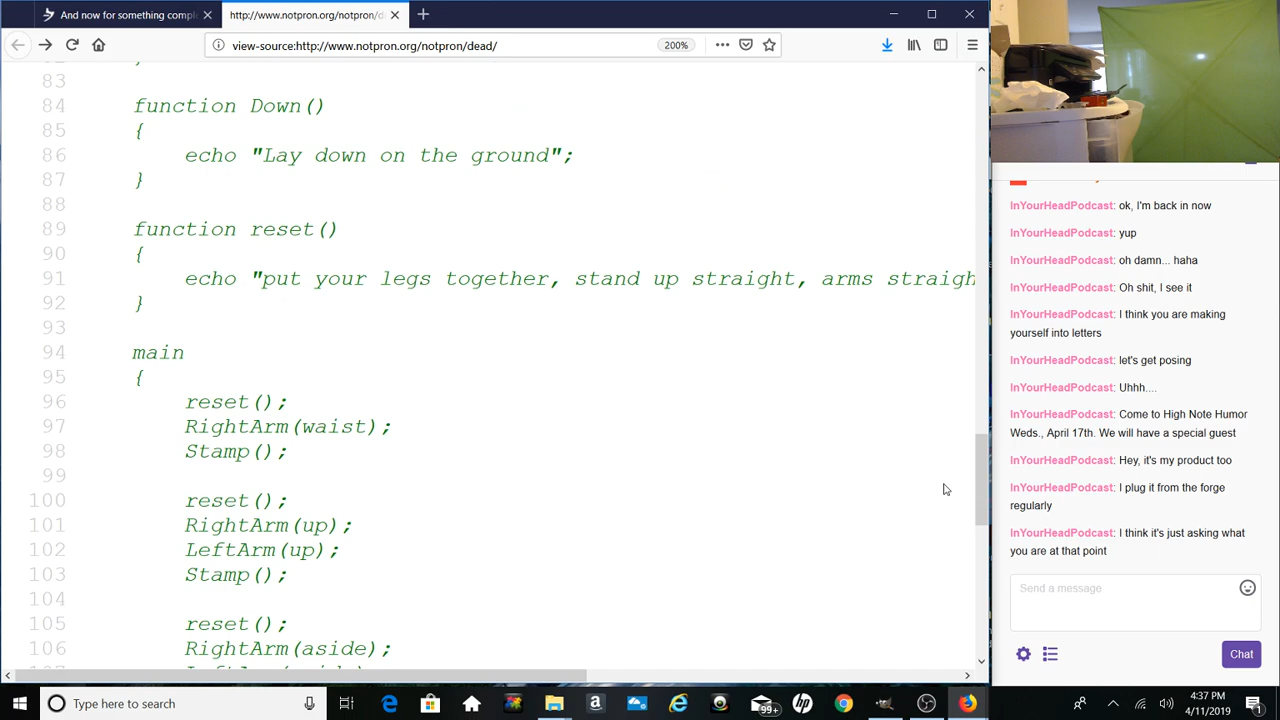 And now for something compl
http://www.notpron.org/notpron/d
view-source:http://www.notpron.org/notpron/dead/
200%
83
84 function Down()
85 {
86 echo "Lay down on the ground";
87 }
88
89 function reset()
90 {
91 echo "put your legs together, stand up straight, arms straigh
92 }
93
94 main
95 {
96 reset();
97 RightArm(waist);
98 Stamp();
99
100 reset();
101 RightArm(up);
102 LeftArm(up);
103 Stamp();
104
105 reset();
106 RightArm(aside);
InYourHeadPodcast: ok, I'm back in now
InYourHeadPodcast: yup
InYourHeadPodcast: oh damn... haha
InYourHeadPodcast: Oh shit, I see it
InYourHeadPodcast: I think you are making
yourself into letters
InYourHeadPodcast: let's get posing
InYourHeadPodcast: Uhhh....
InYourHeadPodcast: Come to High Note Humor
Weds., April 17th. We will have a special guest
InYourHeadPodcast: Hey, it's my product too
InYourHeadPodcast: I plug it from the forge
regularly
InYourHeadPodcast: I think it's just asking what
you are at that point
Send a message
Chat
Type here to search
99+
4:37 PM
4/11/2019
1